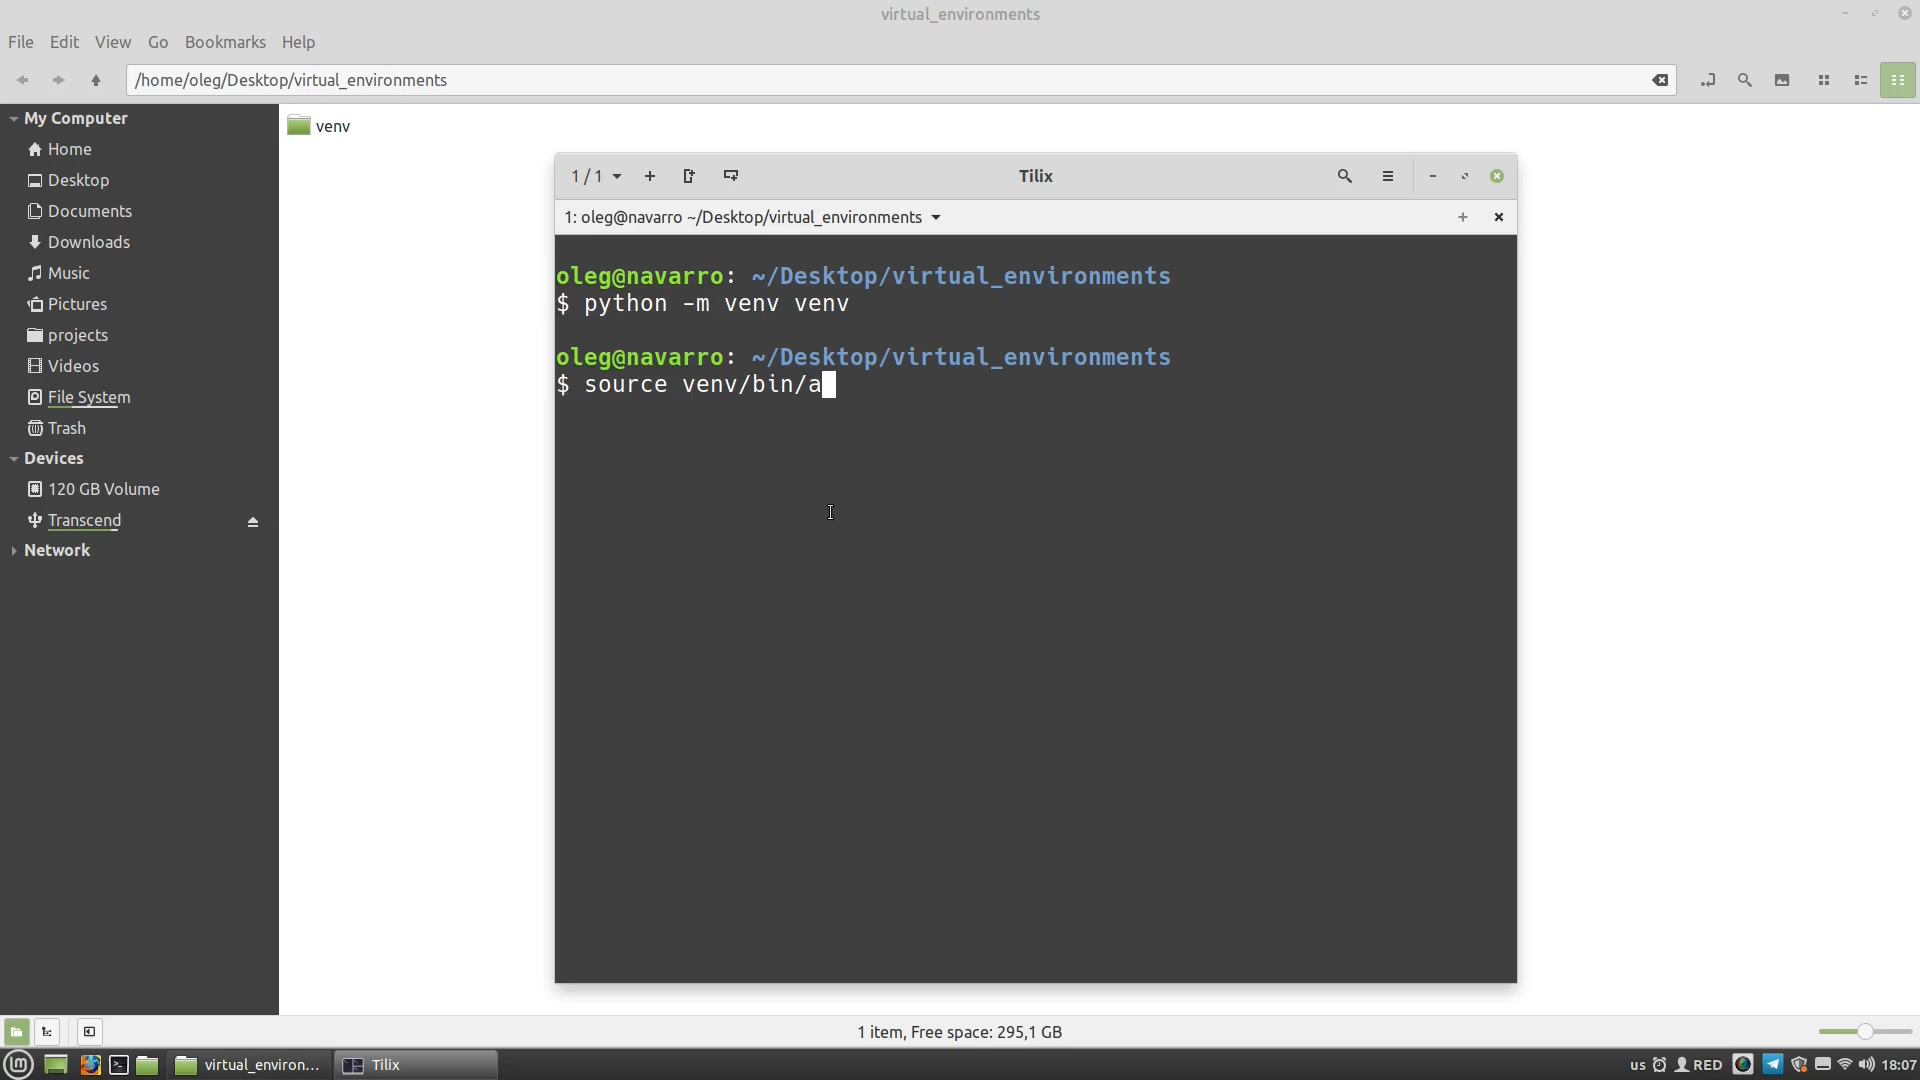 virtual_environments
File Edit View Go Bookmarks Help
/home/oleg/Desktop/virtual_environments
My Computer
Home
Desktop
Documents
Downloads
Music
Pictures
projects
Videos
File System
Trash
Devices
120 GB Volume
Transcend
Network
venv
1 / 1
Tilix
1: oleg@navarro ~/Desktop/virtual_environments
oleg@navarro: ~/Desktop/virtual_environments
$ python -m venv venv
oleg@navarro: ~/Desktop/virtual_environments
$ source venv/bin/a
1 item, Free space: 295,1 GB
virtual_environ...
Tilix
us
RED
18:07